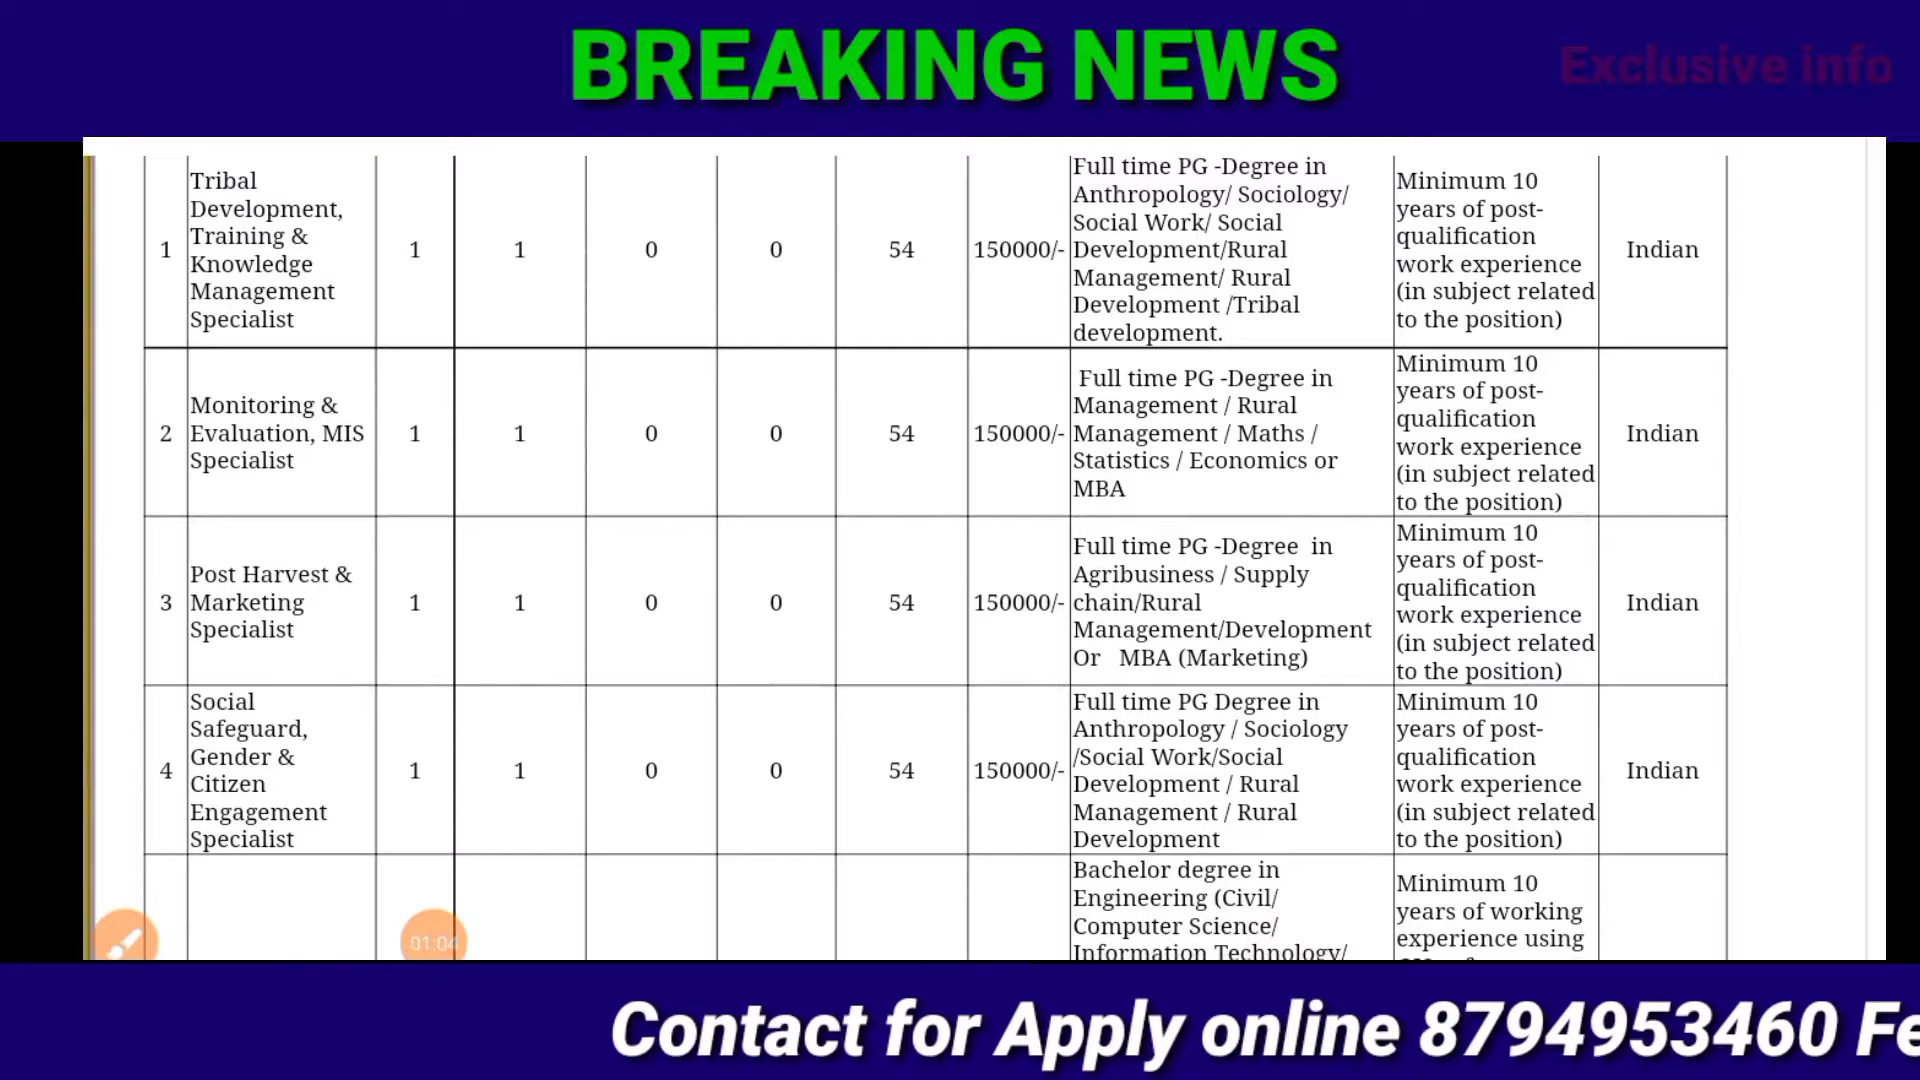 BREAKING NEWS
Exclusive info
1
Tribal
Development,
Training &
Knowledge
Management
Specialist
1
1
0
0
54
150000/-
Full time PG -Degree in
Anthropology/ Sociology/
Social Work/ Social
Development/Rural
Management/ Rural
Development /Tribal
development.
Minimum 10
years of post-
qualification
work experience
(in subject related
to the position)
Indian
2
Monitoring &
Evaluation, MIS
Specialist
1
1
0
0
54
150000/-
Full time PG -Degree in
Management / Rural
Management / Maths /
Statistics / Economics or
MBA
Minimum 10
years of post-
qualification
work experience
(in subject related
to the position)
Indian
3
Post Harvest &
Marketing
Specialist
1
1
0
0
54
150000/-
Full time PG -Degree in
Agribusiness / Supply
chain/Rural
Management/Development
Or MBA (Marketing)
Minimum 10
years of post-
qualification
work experience
(in subject related
to the position)
Indian
4
Social
Safeguard,
Gender &
Citizen
Engagement
Specialist
1
1
0
0
54
150000/-
Full time PG Degree in
Anthropology / Sociology
/Social Work/Social
Development / Rural
Management / Rural
Development
Minimum 10
years of post-
qualification
work experience
(in subject related
to the position)
Indian
Bachelor degree in
Engineering (Civil/
Computer Science/
Information Technology/
Minimum 10
years of working
experience using
01:04
Contact for Apply online 8794953460 Fe